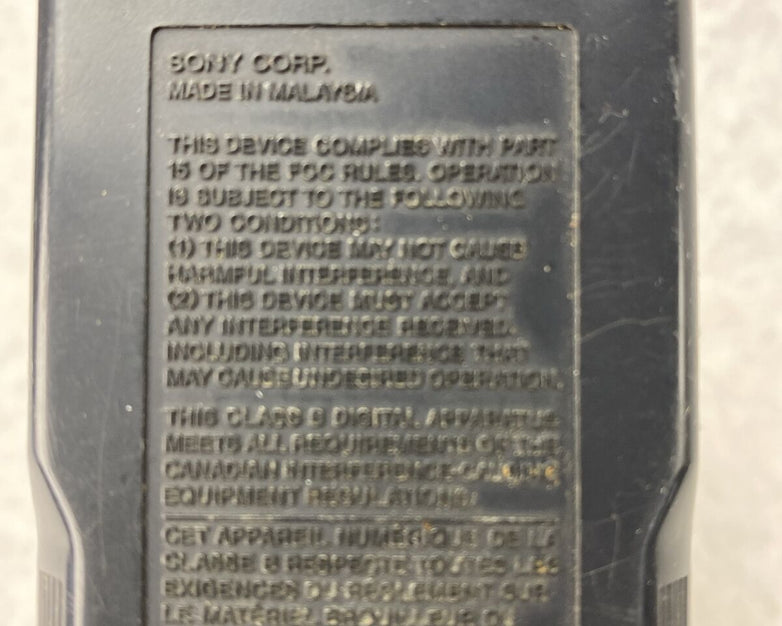 SONY CORP.
MADE IN MALAYSIA
THIS DEVICE COMPLIES WITH PART
15 OF THE FCC RULES. OPERATION
IS SUBJECT TO THE FOLLOWING
TWO CONDITIONS:
(1) THIS DEVICE MAY NOT CAUSE
HARMFUL INTERFERENCE, AND
(2) THIS DEVICE MUST ACCEPT
ANY INTERFERENCE RECEIVED,
INCLUDING INTERFERENCE THAT
MAY CAUSE UNDESIRED OPERATION.
THIS CLASS B DIGITAL APPARATUS
MEETS ALL REQUIREMENTS OF THE
CANADIAN INTERFERENCE-CAUSING
EQUIPMENT REGULATIONS.
CET APPAREIL NUMÉRIQUE DE LA
CLASSE B RESPECTE TOUTES LES
EXIGENCES DU RÈGLEMENT SUR
LE MATÉRIEL BROUILLEUR DU